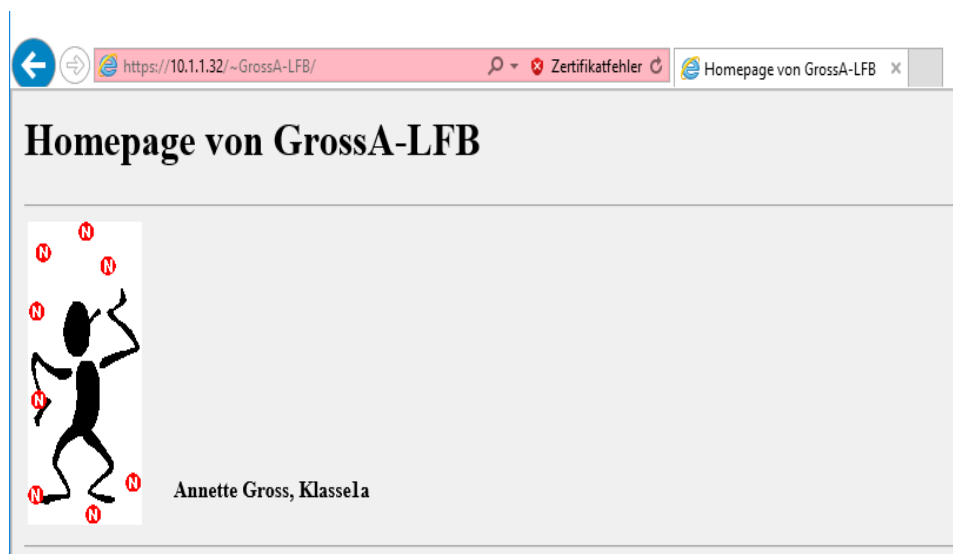 https://10.1.1.32/~GrossA-LFB/ Zertifikatfehler Homepage von GrossA-LFB
Homepage von GrossA-LFB
N
N
N
N
N
N
N
N
Annette Gross, Klasse1a